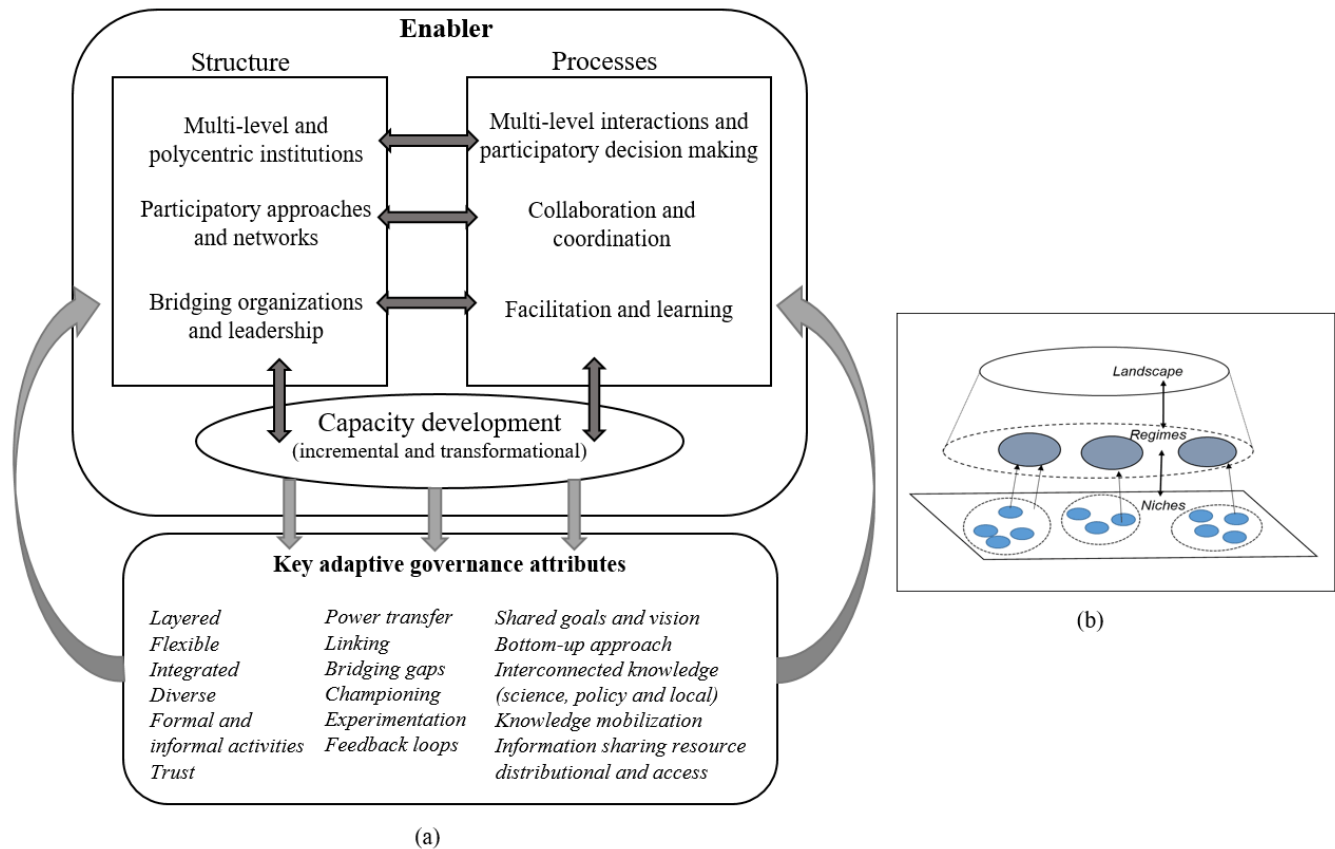 Enabler
Structure
Processes
Multi-level and
polycentric institutions
Multi-level interactions and
participatory decision making
Participatory approaches
and networks
Collaboration and
coordination
Bridging organizations
and leadership
Facilitation and learning
Capacity development
(incremental and transformational)
Key adaptive governance attributes
Layered
Flexible
Integrated
Diverse
Formal and
informal activities
Trust
Power transfer
Linking
Bridging gaps
Championing
Experimentation
Feedback loops
Shared goals and vision
Bottom-up approach
Interconnected knowledge
(science, policy and local)
Knowledge mobilization
Information sharing resource
distributional and access
(a)
Landscape
Regimes
Niches
(b)